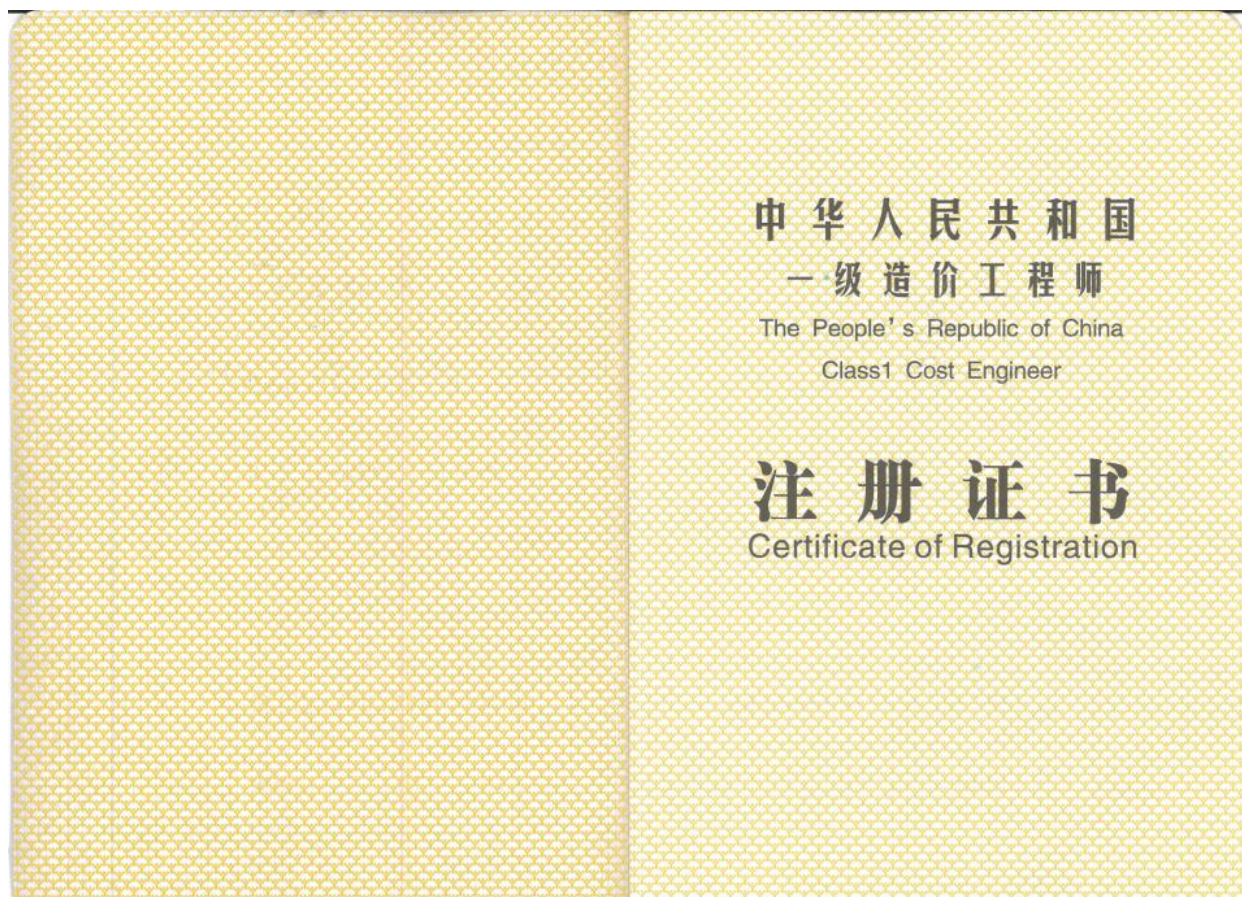 中华人民共和国
一级造价工程师
The People's Republic of China
Class1 Cost Engineer
注册证书
Certificate of Registration